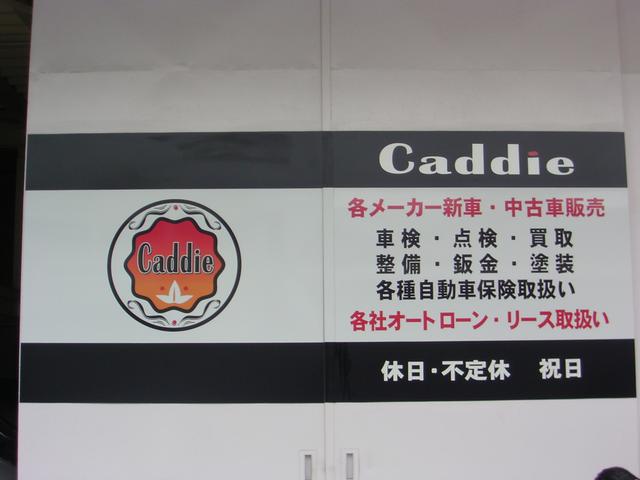 Caddie
Caddie
各メーカー新車・中古車販売
車検・点検・買取
整備・鈑金・塗装
各種自動車保険取扱い
各社オートローン・リース取扱い
休日・不定休 祝日